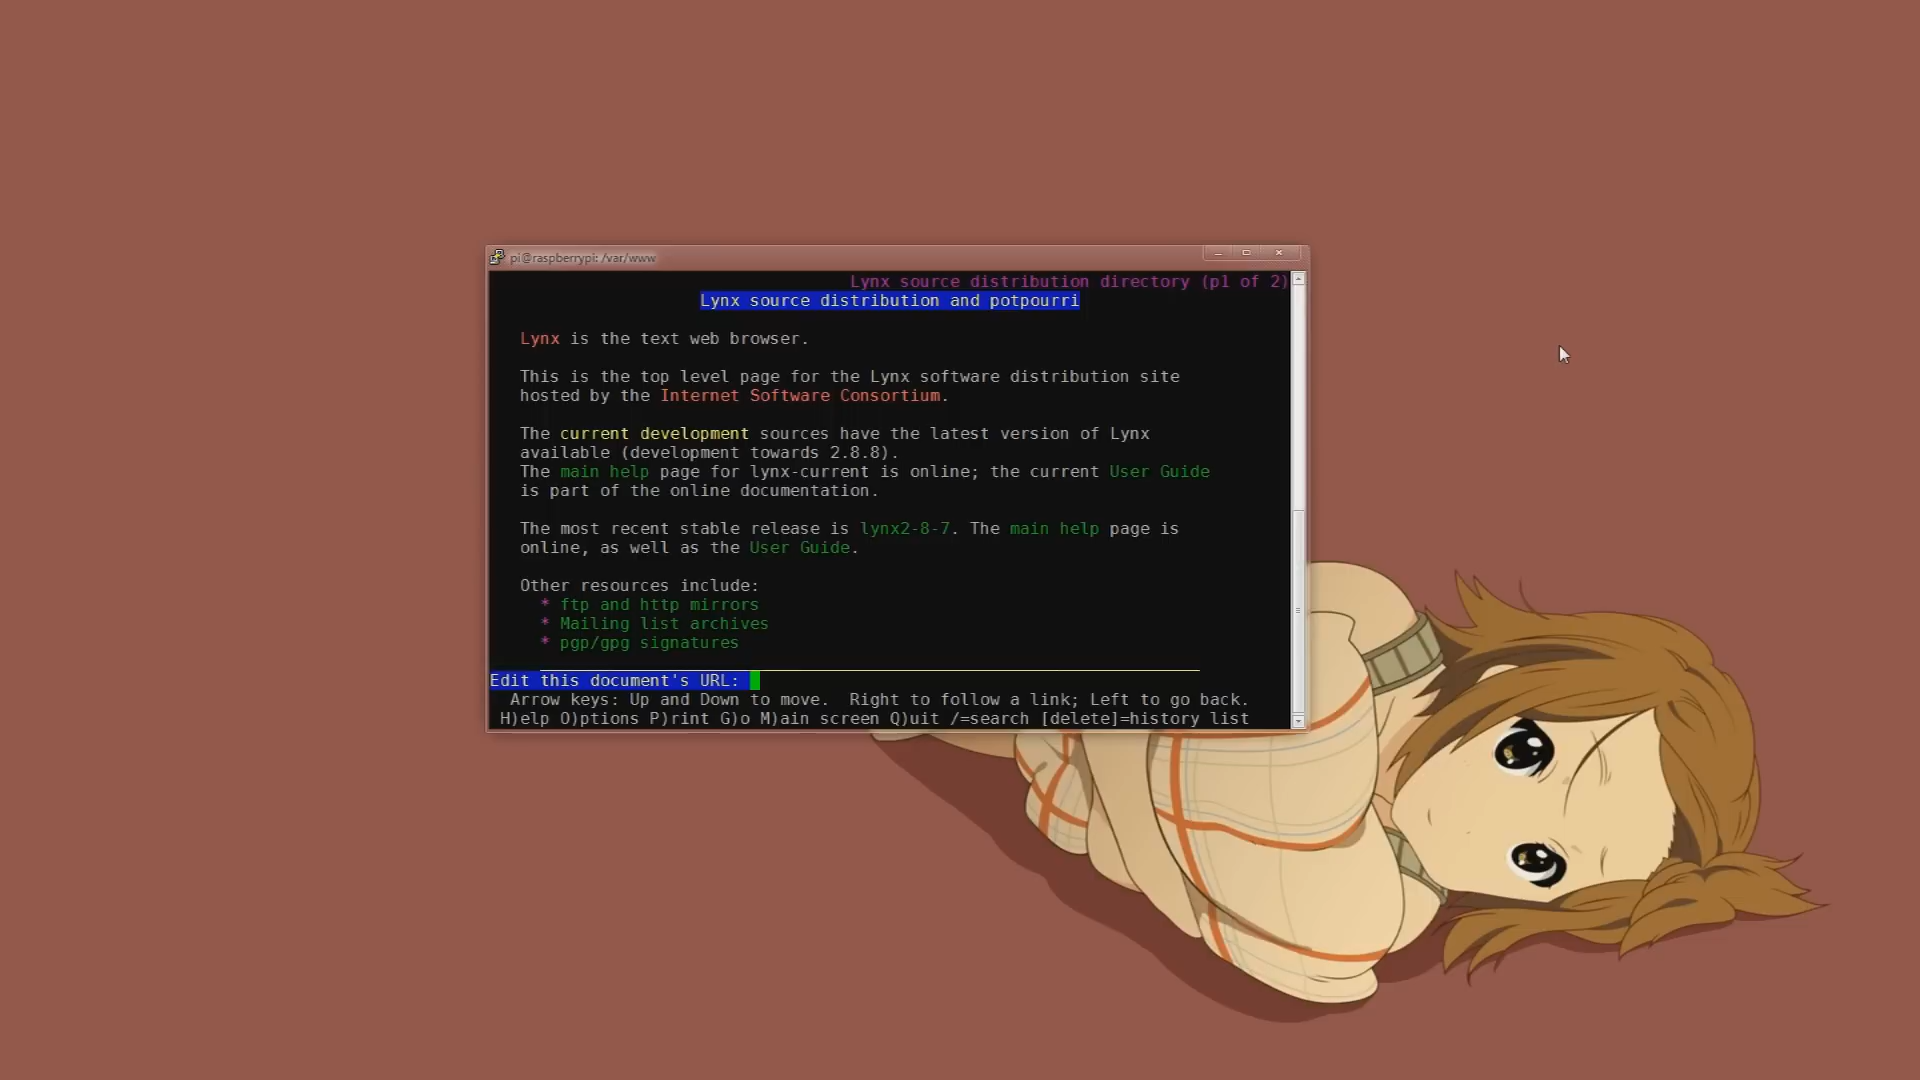 pi@raspberrypi: /var/www
Lynx source distribution directory (p1 of 2)
Lynx source distribution and potpourri
Lynx is the text web browser.
This is the top level page for the Lynx software distribution site
hosted by the Internet Software Consortium.
The current development sources have the latest version of Lynx
available (development towards 2.8.8).
The main help page for lynx-current is online; the current User Guide
is part of the online documentation.
The most recent stable release is lynx2-8-7. The main help page is
online, as well as the User Guide.
Other resources include:
* ftp and http mirrors
* Mailing list archives
* pgp/gpg signatures
Edit this document's URL:
Arrow keys: Up and Down to move.  Right to follow a link; Left to go back.
H)elp O)ptions P)rint G)o M)ain screen Q)uit /=search [delete]=history list